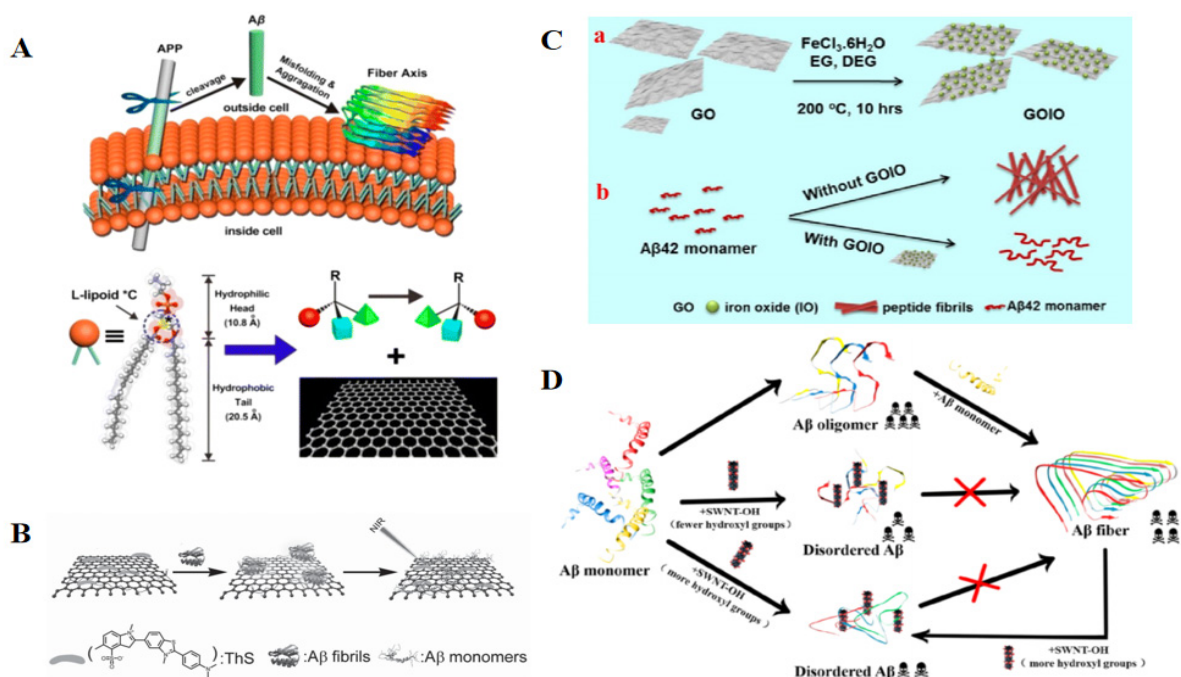 A
Aβ
APP
cleavage
Misfolding &
Aggragation
Fiber Axis
outside cell
inside cell
L-lipoid *C
Hydrophilic
Head
(10.8 Å)
Hydrophobic
Tail
(20.5 Å)
R
R
+
B
NIR
:ThS
:Aβ fibrils
:Aβ monomers
C
a
FeCl3.6H2O
EG, DEG
200 °C, 10 hrs
GO
GOIO
b
Without GOIO
With GOIO
Aβ42 monamer
GO
iron oxide (IO)
peptide fibrils
Aβ42 monomer
D
Aβ oligomer
+Aβ monomer
+SWNT-OH
(fewer hydroxyl groups)
Disordered Aβ
Aβ fiber
Aβ monomer
+SWNT-OH
(more hydroxyl groups)
Disordered Aβ
+SWNT-OH
(more hydroxyl groups)